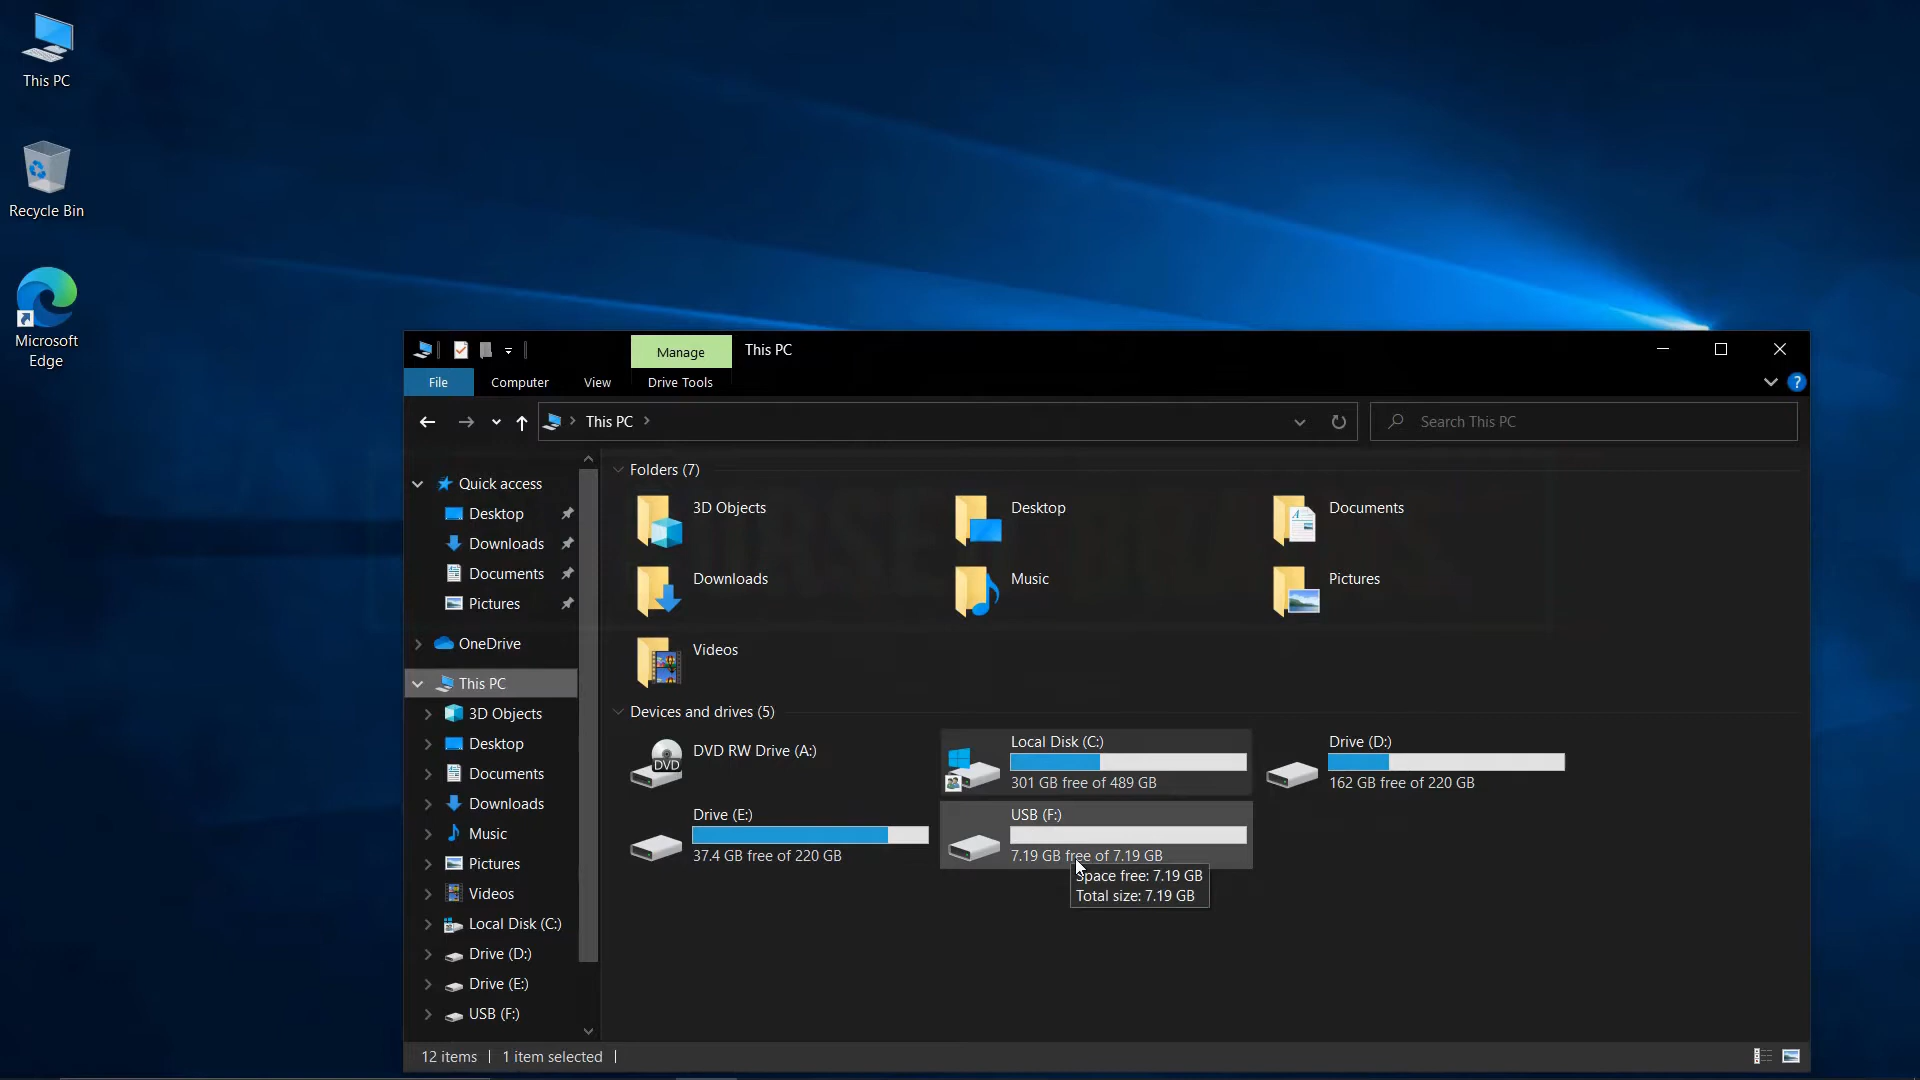 This PC
Recycle Bin
Microsoft
Edge
Manage
This PC
File
Computer
View
Drive Tools
?
This PC
Search This PC
Quick access
Desktop
Downloads
Documents
Pictures
OneDrive
This PC
3D Objects
Desktop
Documents
Downloads
Music
Pictures
Videos
Local Disk (C:)
Drive (D:)
Drive (E:)
USB (F:)
Folders (7)
3D Objects
Desktop
Documents
Downloads
Music
Pictures
Videos
Devices and drives (5)
DVD
DVD RW Drive (A:)
Local Disk (C:)
301 GB free of 489 GB
Drive (D:)
162 GB free of 220 GB
Drive (E:)
37.4 GB free of 220 GB
USB (F:)
7.19 GB free of 7.19 GB
Space free: 7.19 GB
Total size: 7.19 GB
12 items
1 item selected